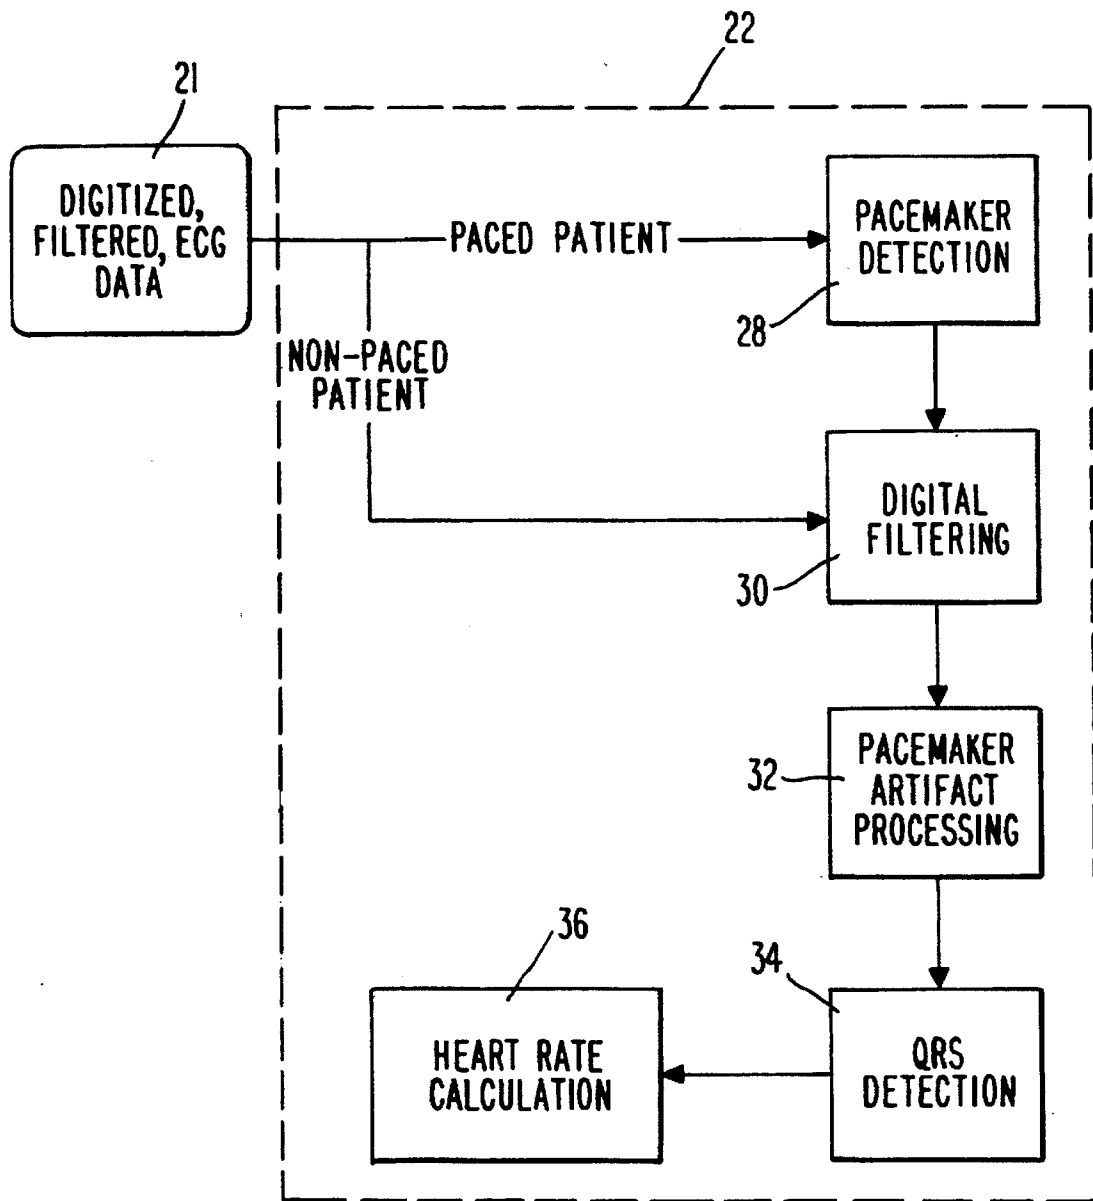 22
21
DIGITIZED,
FILTERED, ECG
DATA
PACED PATIENT
PACEMAKER
DETECTION
28
NON-PACED
PATIENT
DIGITAL
FILTERING
30
PACEMAKER
ARTIFACT
PROCESSING
32
36
34
HEART RATE
CALCULATION
QRS
DETECTION